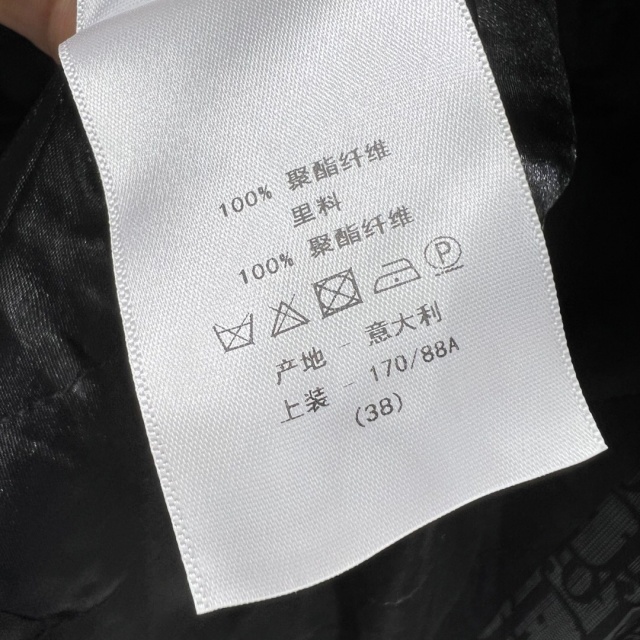 100% 聚酯纤维
里料
100% 聚酯纤维
P
产地 - 意大利
上装 - 170/88A
(38)